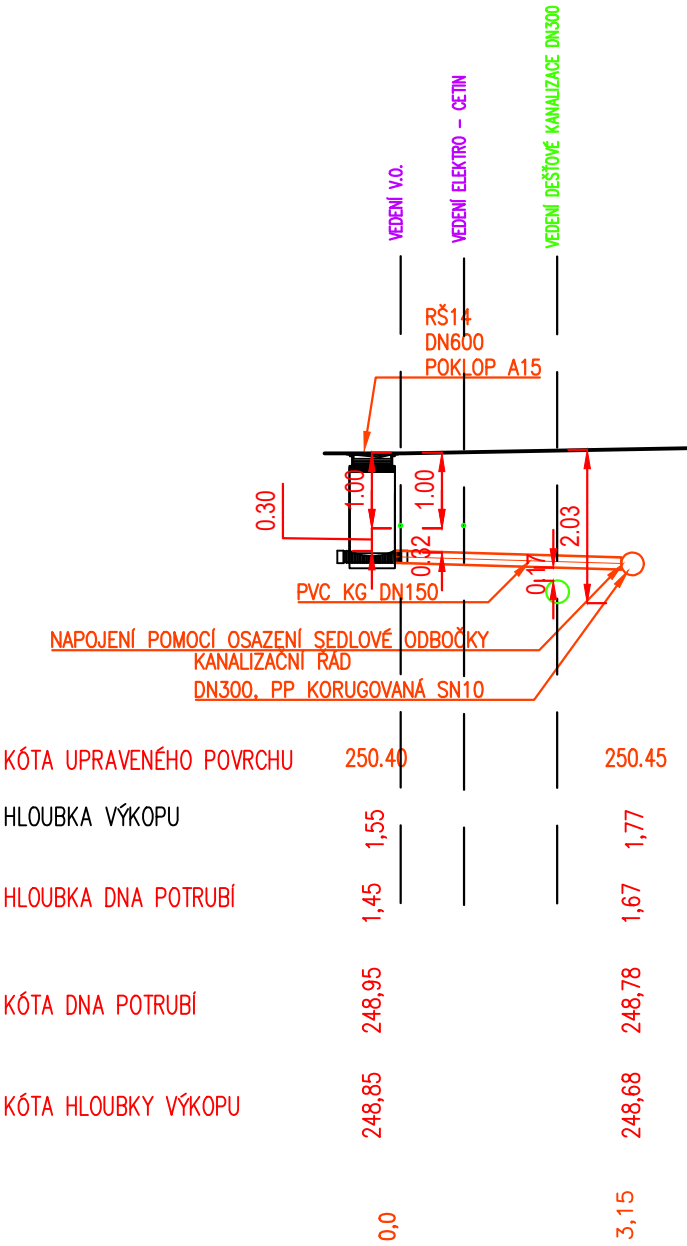 VEDENÍ V.O.
VEDENÍ ELEKTRO - CETIN
VEDENÍ DEŠŤOVÉ KANALIZACE DN300
RŠ14
DN600
POKLOP A15
0.30
1.00
1.00
0.32
0,17
2.03
PVC KG DN150
NAPOJENÍ POMOCÍ OSAZENÍ SEDLOVÉ ODBOČKY
KANALIZAČNÍ ŘAD
DN300, PP KORUGOVANÁ SN10
KÓTA UPRAVENÉHO POVRCHU 250.40 250.45
HLOUBKA VÝKOPU 1,55 1,77
HLOUBKA DNA POTRUBÍ 1,45 1,67
KÓTA DNA POTRUBÍ 248,95 248,78
KÓTA HLOUBKY VÝKOPU 248,85 248,68
0,0 3,15